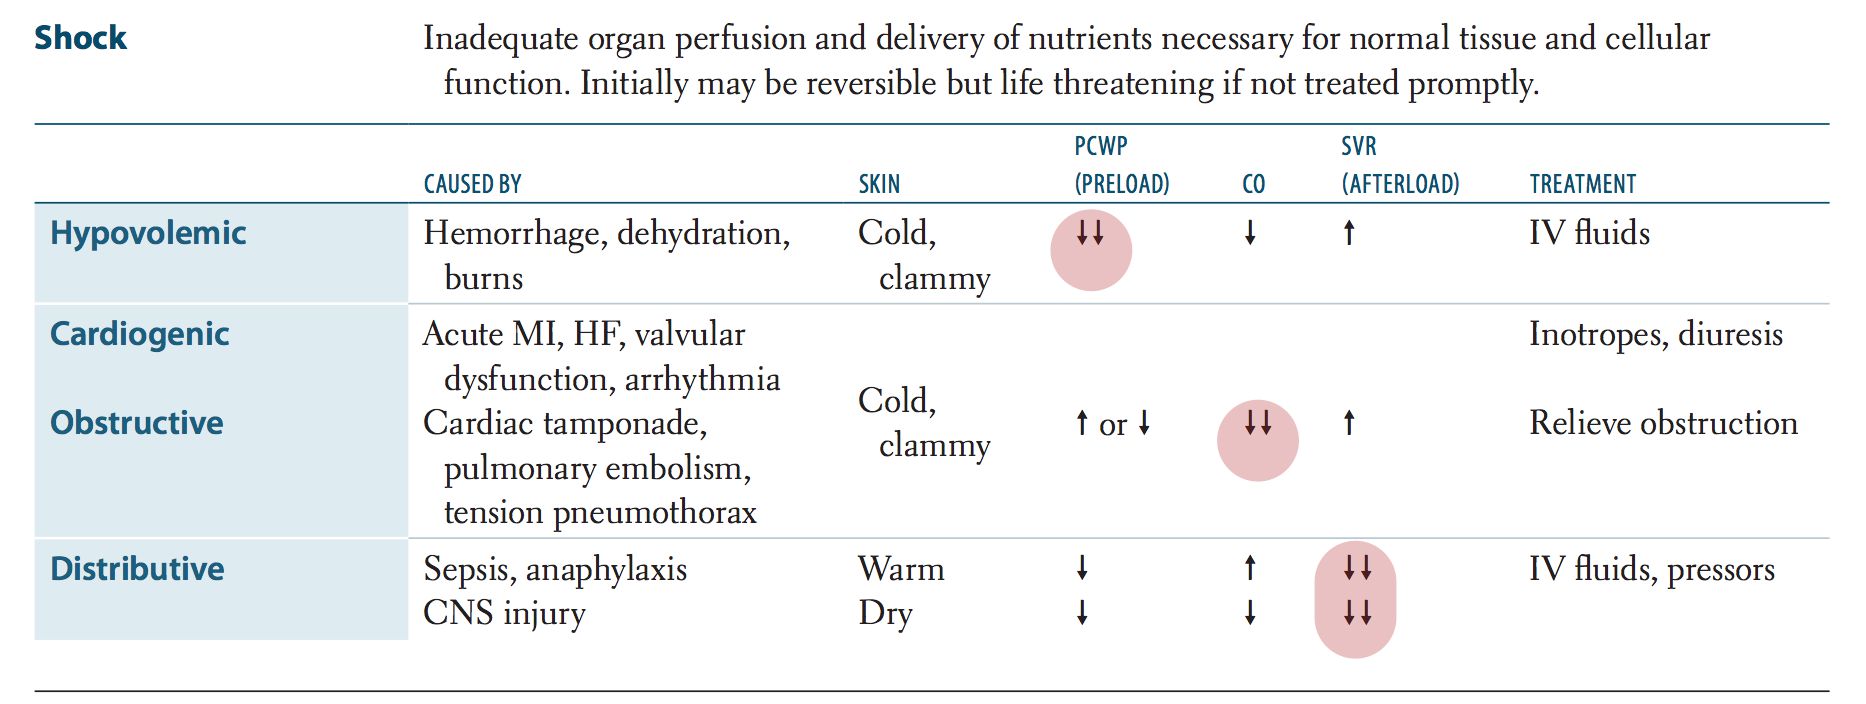 Shock
Inadequate organ perfusion and delivery of nutrients necessary for normal tissue and cellular
function. Initially may be reversible but life threatening if not treated promptly.
CAUSED BY
SKIN
PCWP
(PRELOAD)
CO
SVR
(AFTERLOAD)
TREATMENT
Hypovolemic
Hemorrhage, dehydration,
burns
Cold,
clammy
↓↓
↓
↑
IV fluids
Cardiogenic
Acute MI, HF, valvular
dysfunction, arrhythmia
Inotropes, diuresis
Obstructive
Cardiac tamponade,
pulmonary embolism,
tension pneumothorax
Cold,
clammy
↑ or ↓
↓↓
↑
Relieve obstruction
Distributive
Sepsis, anaphylaxis
Warm
↓
↑
↓↓
IV fluids, pressors
CNS injury
Dry
↓
↓
↓↓